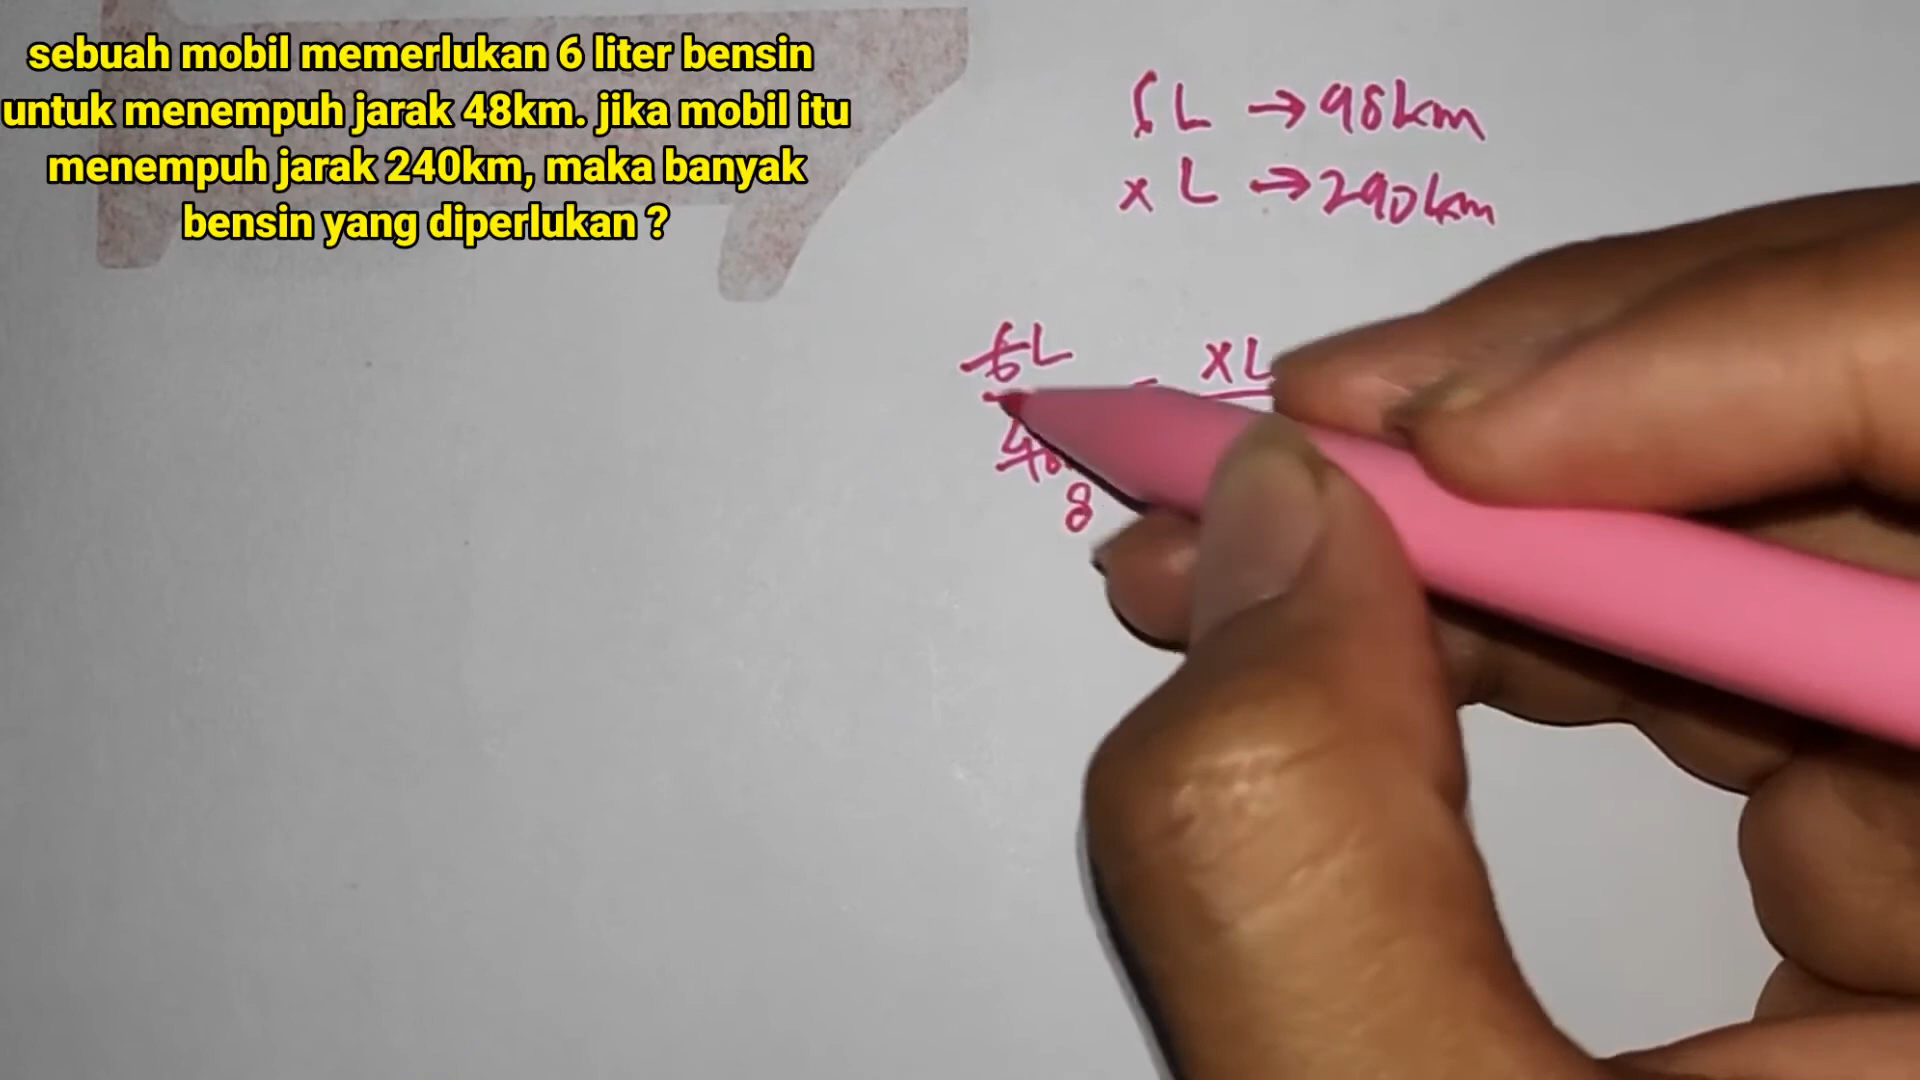 sebuah mobil memerlukan 6 liter bensin
untuk menempuh jarak 48km. jika mobil itu
menempuh jarak 240km, maka banyak
bensin yang diperlukan ?
6 L → 48km
x L → 240km
6L = XL
48
8